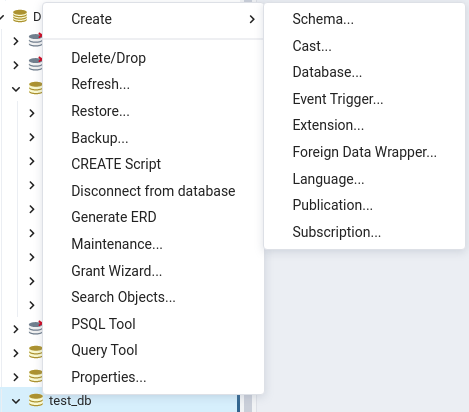 D
Create
Delete/Drop
Refresh...
Restore...
Backup...
CREATE Script
Disconnect from database
Generate ERD
Maintenance...
Grant Wizard...
Search Objects...
PSQL Tool
Query Tool
Properties...
test_db
Schema...
Cast...
Database...
Event Trigger...
Extension...
Foreign Data Wrapper...
Language...
Publication...
Subscription...